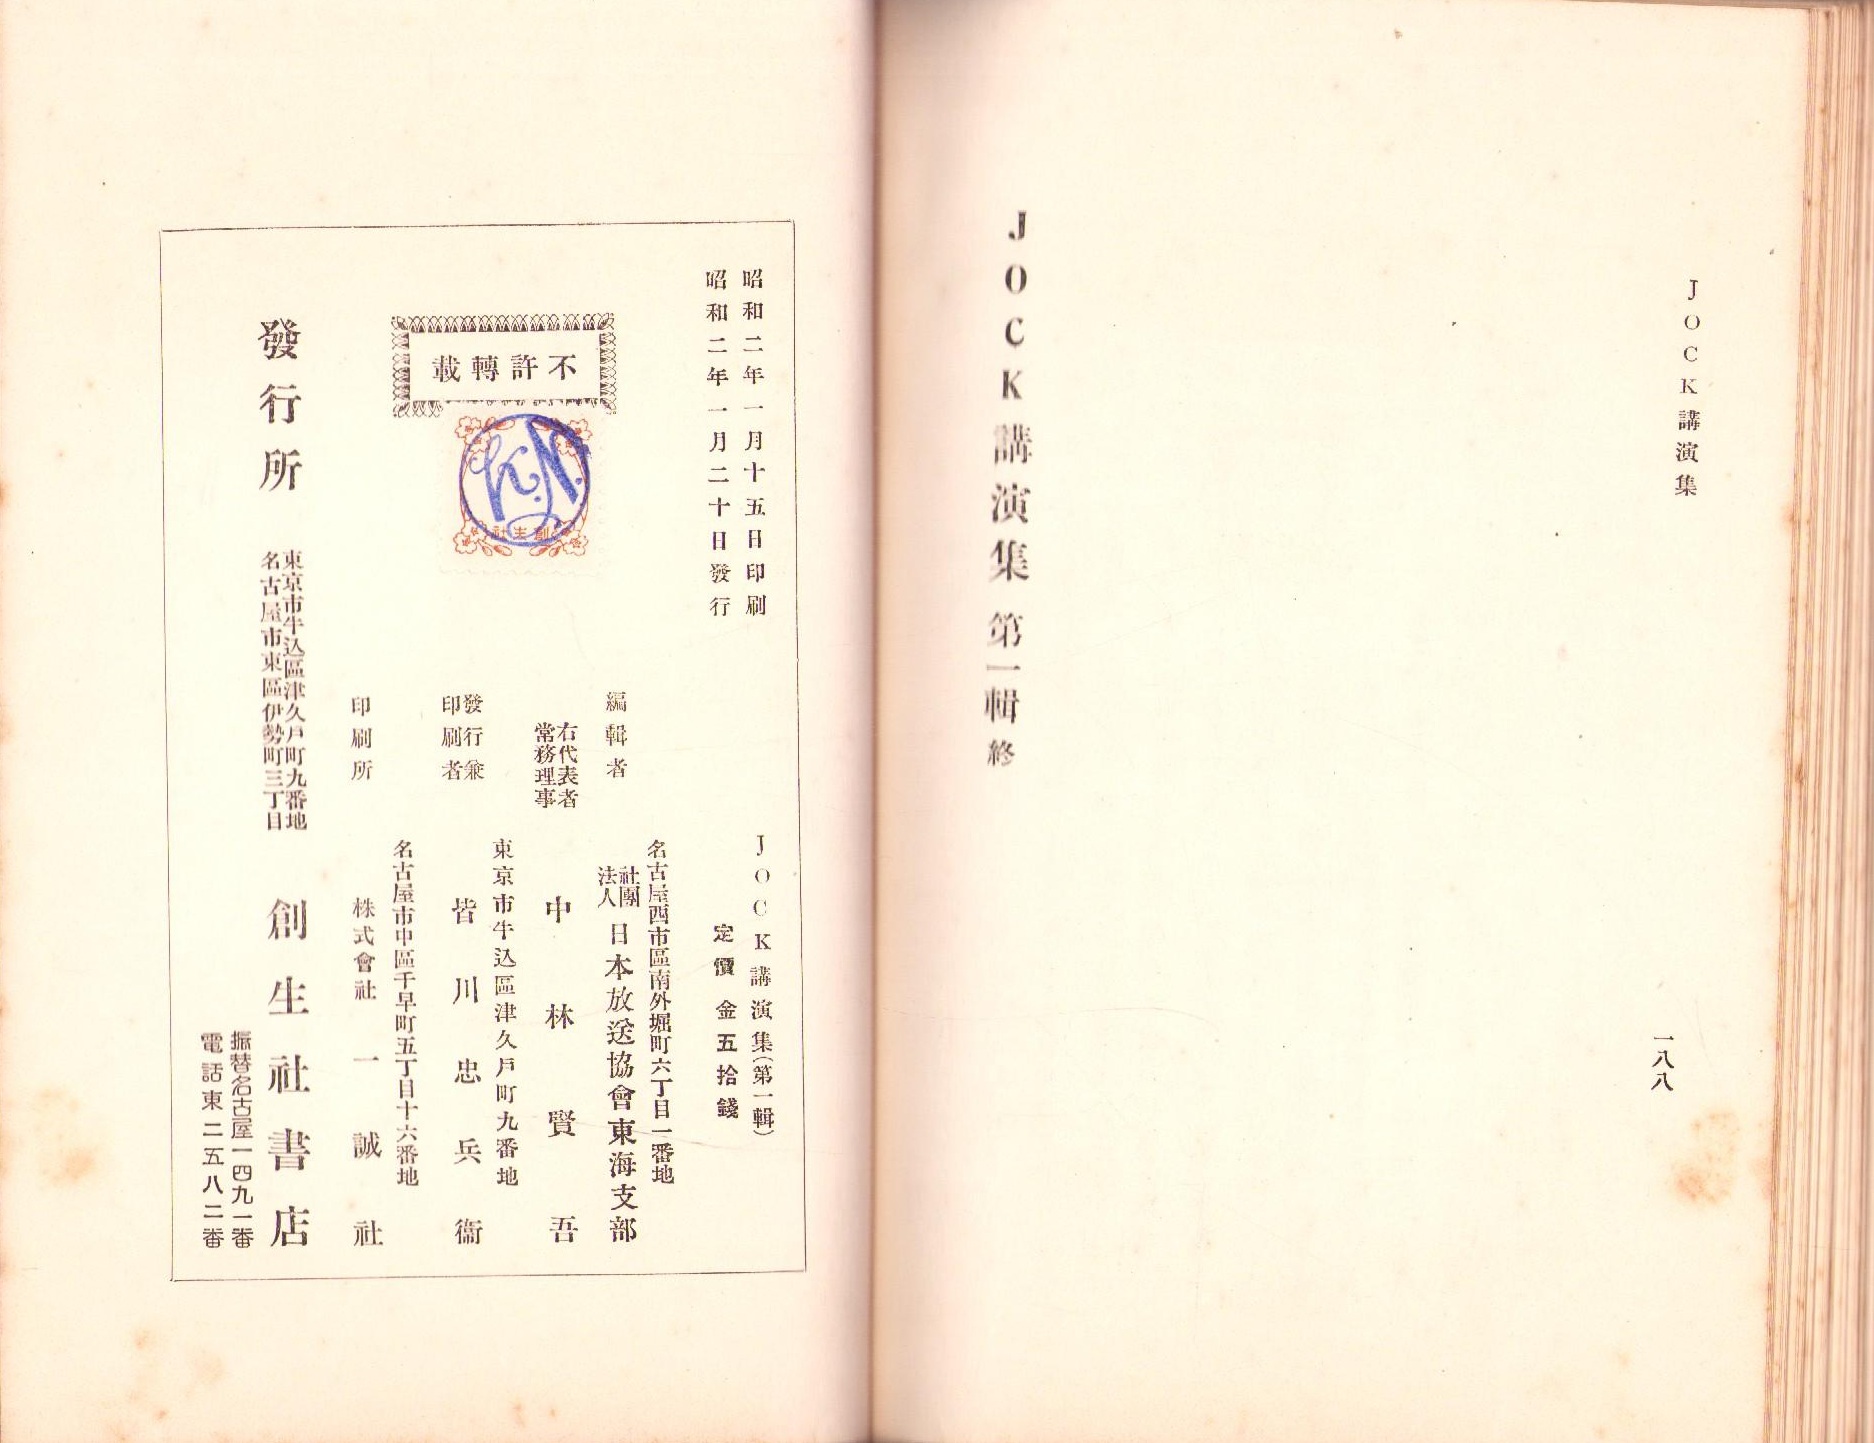 JOCK講演集
一八八
JOCK講演集 第一輯 終
昭和二年一月十五日印刷
昭和二年一月二十日發行
JOCK講演集(第一輯)
定價 金五拾錢
不許轉載
K.N.
創生社
名古屋西市區南外堀町六丁目一番地
編輯者 社團法人 日本放送協會東海支部
右代表者常務理事 中林賢吾
東京市牛込區津久戸町九番地
發行兼印刷者 皆川忠兵衞
名古屋市中區千早町五丁目十六番地
印刷所 株式會社 一誠社
發行所
東京市牛込區津久戸町九番地
名古屋市東區伊勢町三丁目
創生社書店
振替名古屋一四九一番
電話東二五八二番